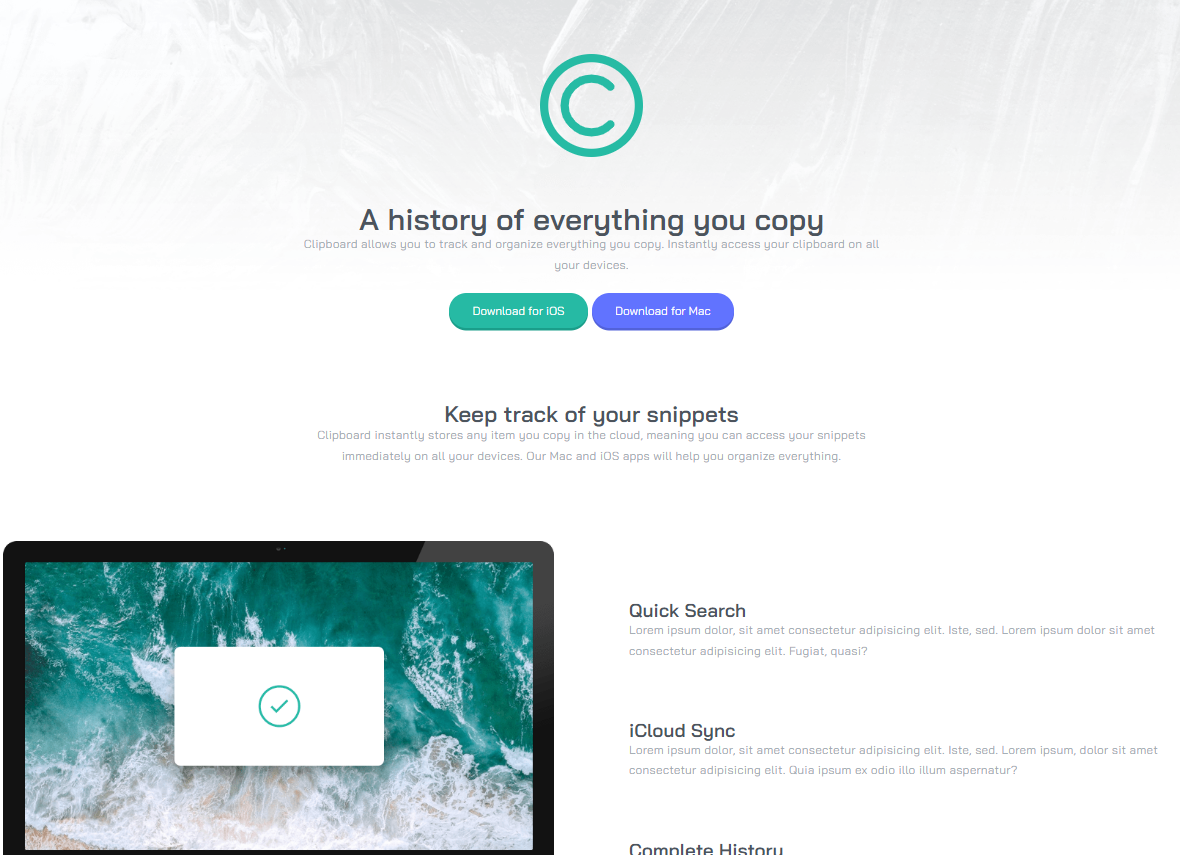 A history of everything you copy
Clipboard allows you to track and organize everything you copy. Instantly access your clipboard on all
your devices.
Download for iOS
Download for Mac
Keep track of your snippets
Clipboard instantly stores any item you copy in the cloud, meaning you can access your snippets
immediately on all your devices. Our Mac and iOS apps will help you organize everything.
Quick Search
Lorem ipsum dolor, sit amet consectetur adipisicing elit. Iste, sed. Lorem ipsum dolor sit amet
consectetur adipisicing elit. Fugiat, quasi?
iCloud Sync
Lorem ipsum dolor, sit amet consectetur adipisicing elit. Iste, sed. Lorem ipsum, dolor sit amet
consectetur adipisicing elit. Quia ipsum ex odio illo illum aspernatur?
Complete History